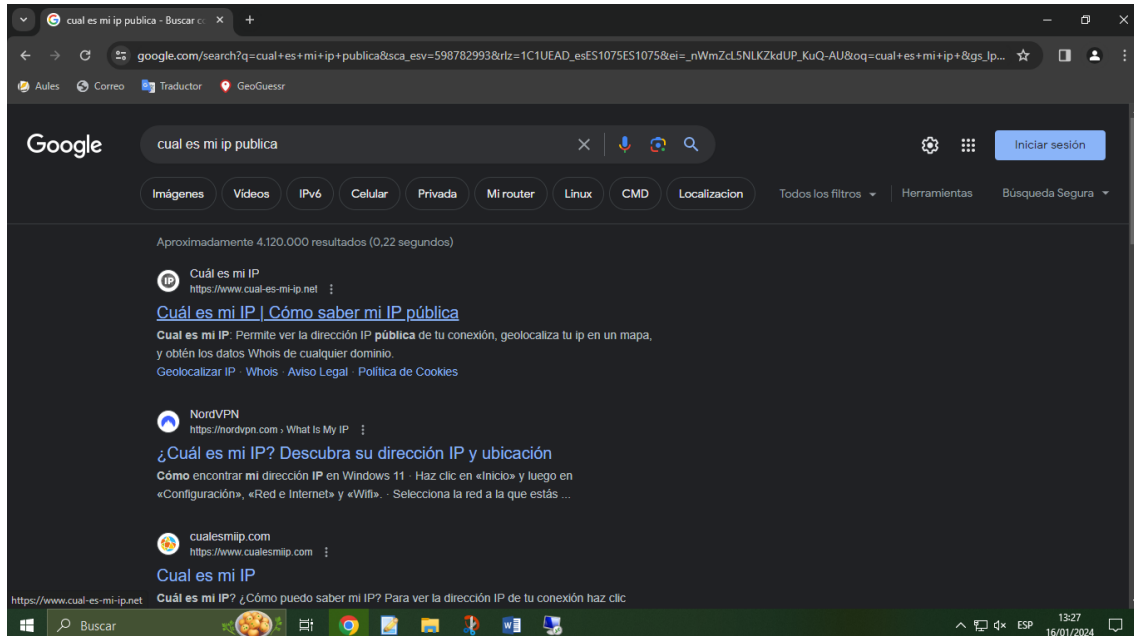 cual es mi ip publica - Buscar co
google.com/search?q=cual+es+mi+ip+publica&sca_esv=598782993&rlz=1C1UEAD_esES1075ES1075&ei=_nWmZcL5NLKZkdUP_KuQ-AU&oq=cual+es+mi+ip+&gs_lp...
Aules Correo Traductor GeoGuessr
Google cual es mi ip publica Iniciar sesión
Imágenes Vídeos IPv6 Celular Privada Mi router Linux CMD Localizacion Todos los filtros Herramientas Búsqueda Segura
Aproximadamente 4.120.000 resultados (0,22 segundos)
IP Cuál es mi IP
https://www.cual-es-mi-ip.net
Cuál es mi IP | Cómo saber mi IP pública
Cual es mi IP: Permite ver la dirección IP pública de tu conexión, geolocaliza tu ip en un mapa,
y obtén los datos Whois de cualquier dominio.
Geolocalizar IP · Whois · Aviso Legal · Política de Cookies
NordVPN
https://nordvpn.com › What Is My IP
¿Cuál es mi IP? Descubra su dirección IP y ubicación
Cómo encontrar mi dirección IP en Windows 11 · Haz clic en «Inicio» y luego en
«Configuración», «Red e Internet» y «Wifi». · Selecciona la red a la que estás ...
cualesmiip.com
https://www.cualesmiip.com
Cual es mi IP
Cuál es mi IP? ¿Cómo puedo saber mi IP? Para ver la dirección IP de tu conexión haz clic
https://www.cual-es-mi-ip.net
Buscar ESP 13:27
16/01/2024